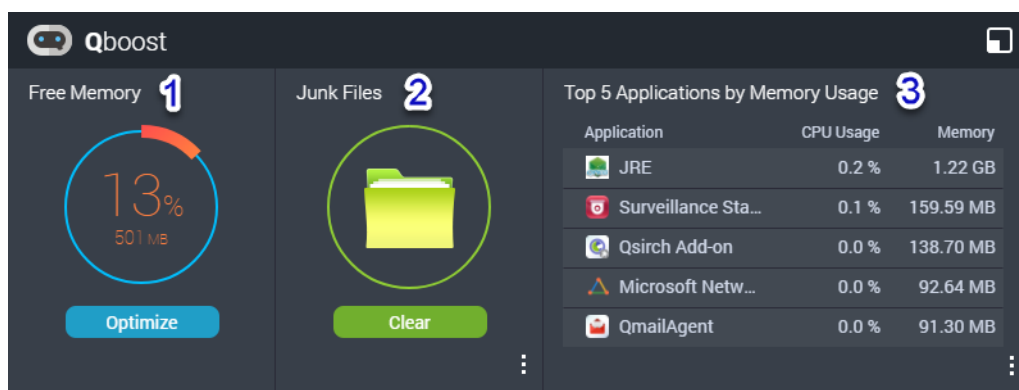 Qboost
Free Memory 1
13%
501 MB
Optimize
Junk Files 2
Clear
Top 5 Applications by Memory Usage 3
Application CPU Usage Memory
JRE 0.2 % 1.22 GB
Surveillance Sta... 0.1 % 159.59 MB
Qsirch Add-on 0.0 % 138.70 MB
Microsoft Netw... 0.0 % 92.64 MB
QmailAgent 0.0 % 91.30 MB